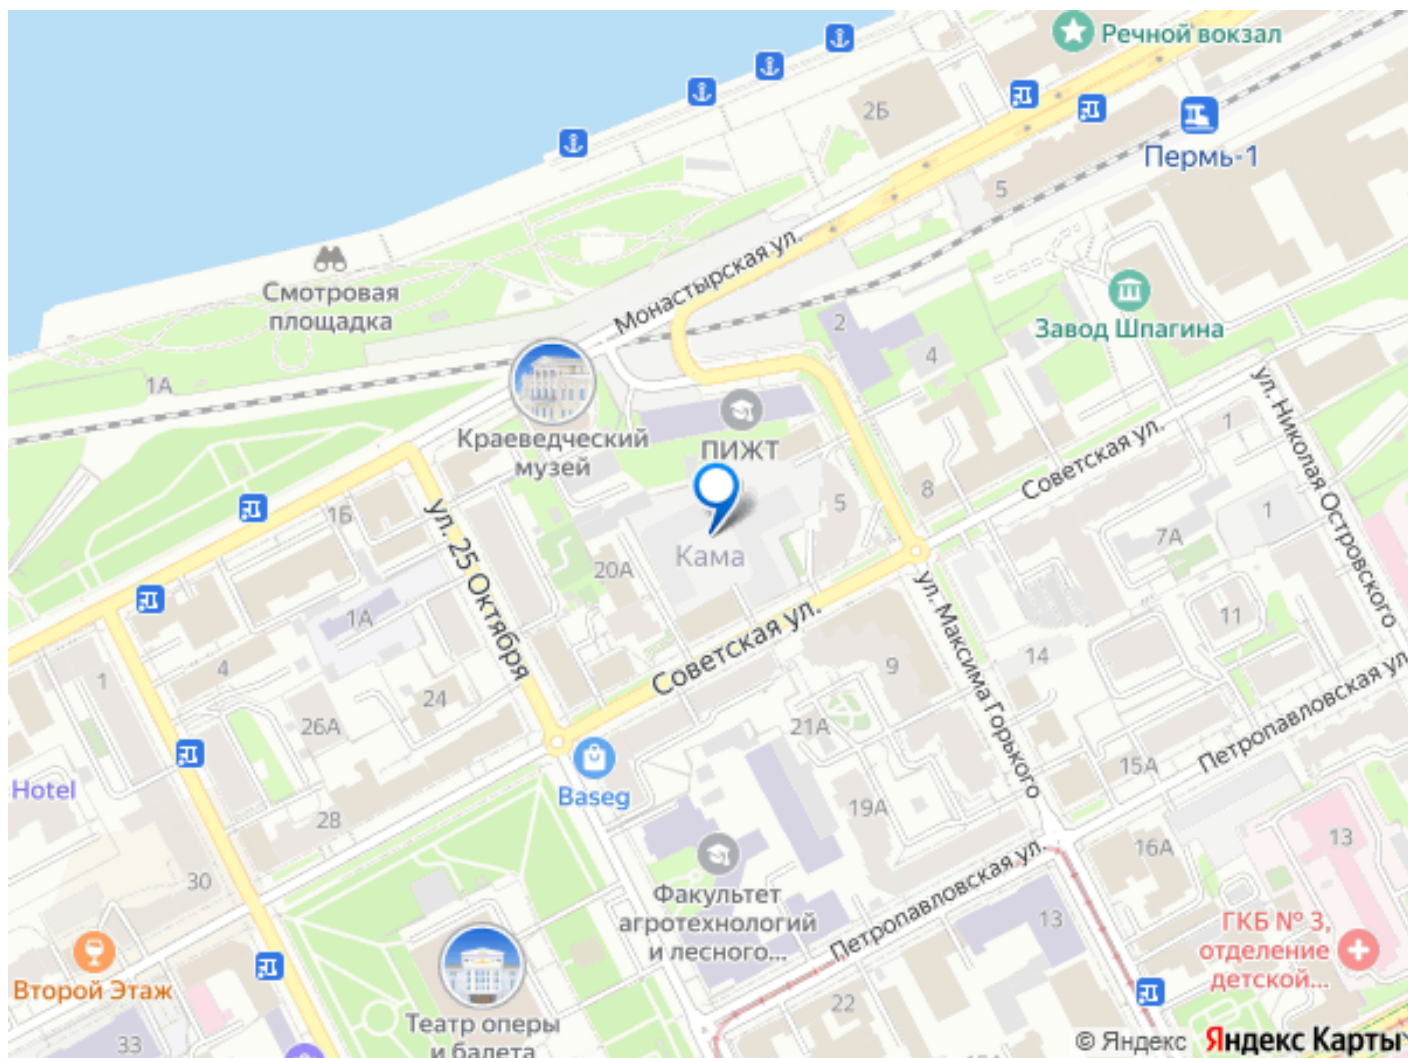 Речной вокзал
2Б
Пермь-1
5
Монастырская ул.
Смотровая
площадка
2
Завод Шпагина
4
1А
Краеведческий
музей
ПИЖТ
ул. Николая Островского
1
Советская ул.
8
5
1
1Б
ул. 25 Октября
7А
Кама
20А
1А
ул. Максима Горького
11
Советская ул.
14
9
4
1
24
26А
21А
Петропавловская ул.
15А
Hotel
Baseg
28
19А
13
16А
Факультет
агротехнологий
и лесного...
Петропавловская ул.
30
13
ГКБ № 3,
отделение
детской...
Второй Этаж
22
Театр оперы
и балета
33
15А
© Яндекс Яндекс Карты